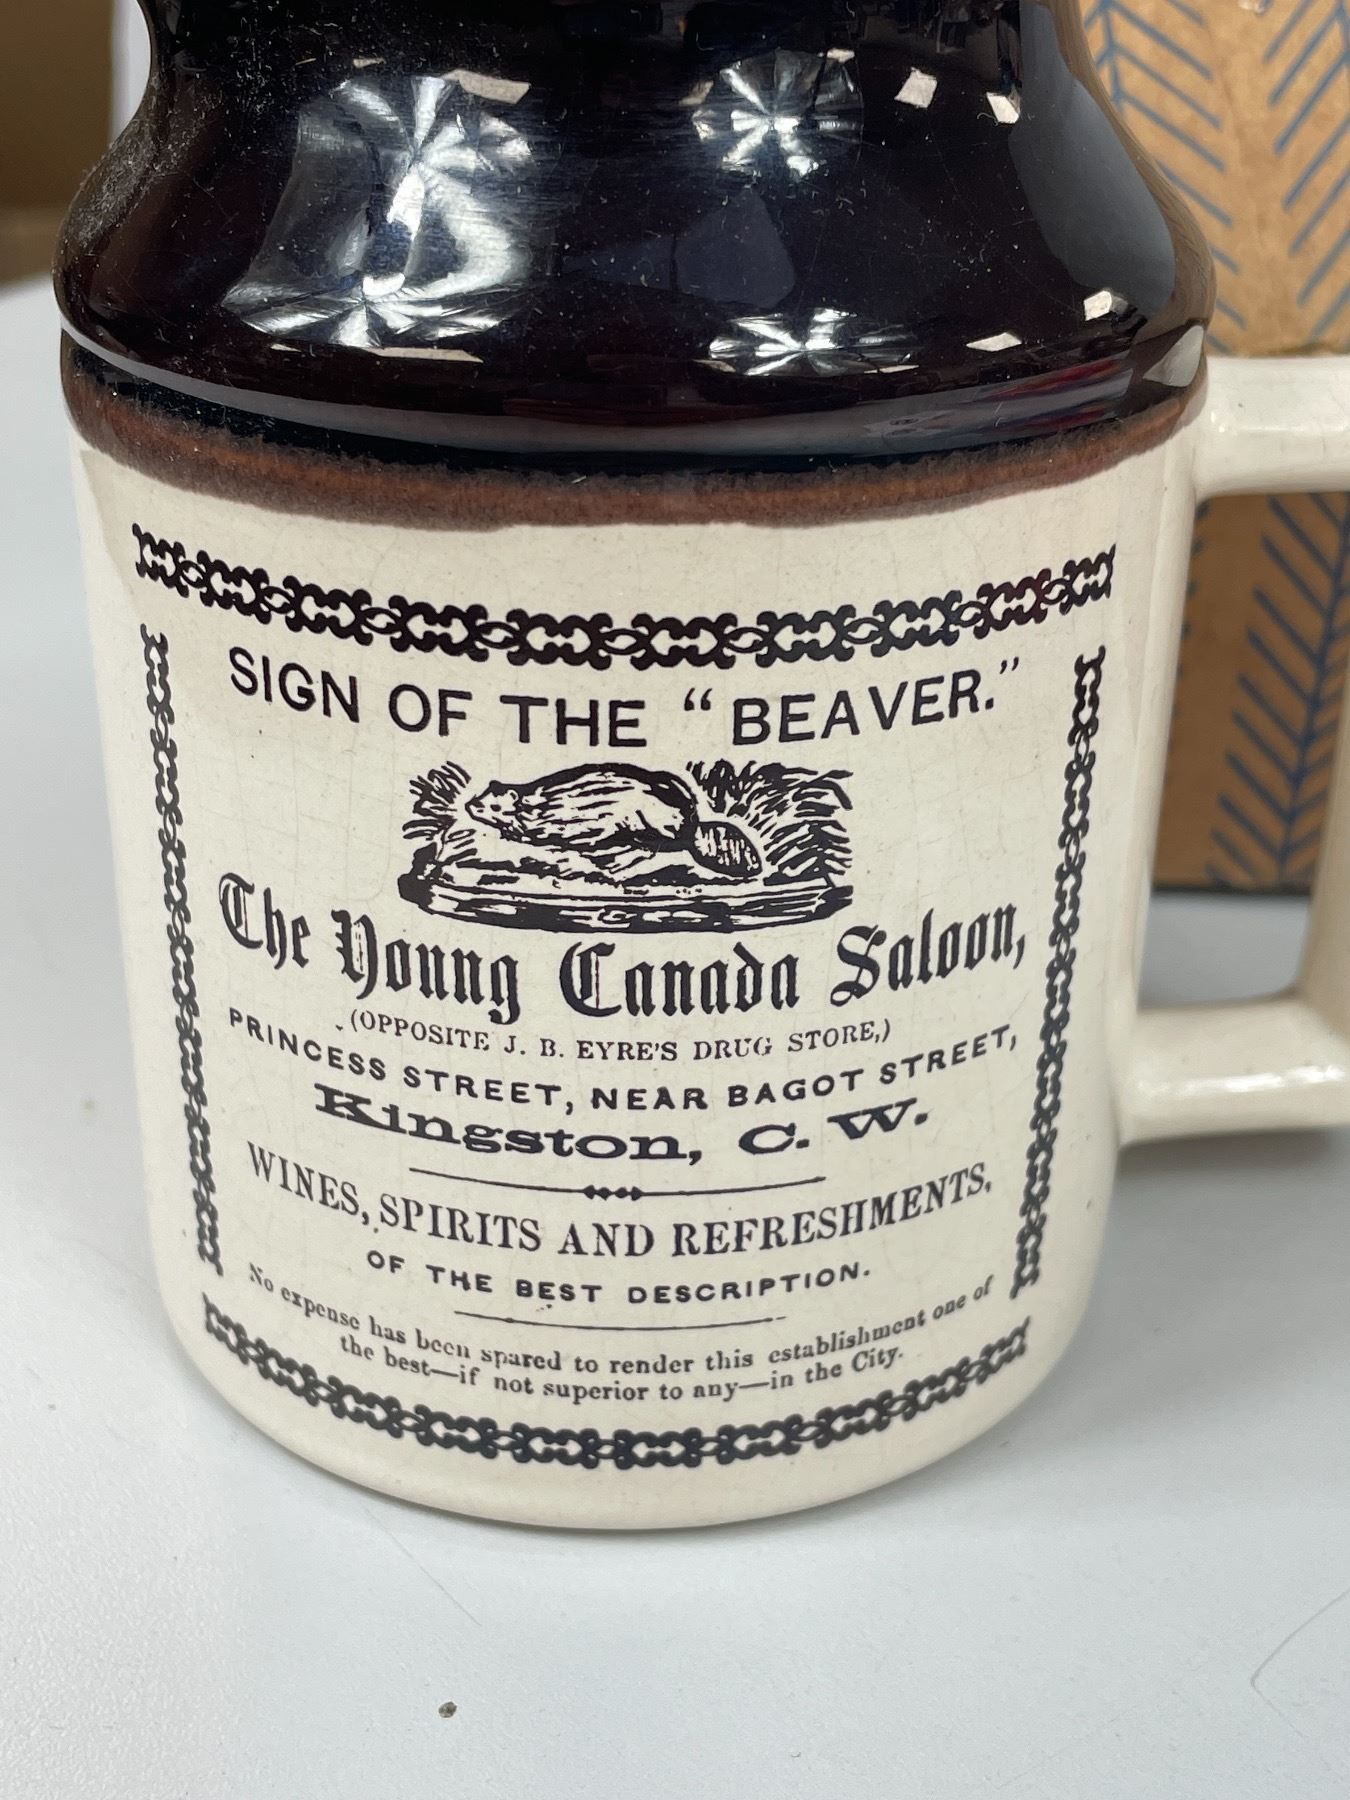 SIGN OF THE "BEAVER."
The Young Canada Saloon,
(OPPOSITE J. B. EYRE'S DRUG STORE,)
PRINCESS STREET, NEAR BAGOT STREET,
Kingston, C. W.
WINES, SPIRITS AND REFRESHMENTS,
OF THE BEST DESCRIPTION.
No expense has been spared to render this establishment one of
the best—if not superior to any—in the City.